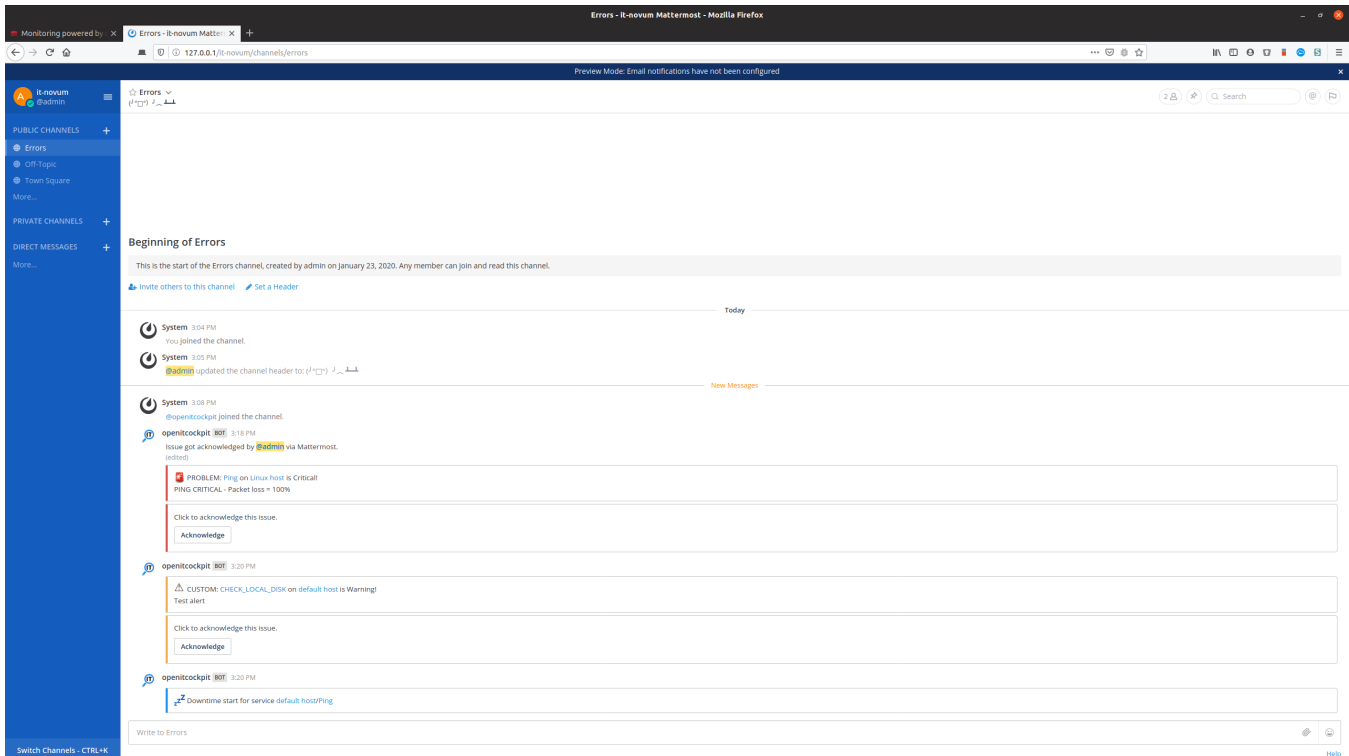 Errors - it-novum Mattermost - Mozilla Firefox
Monitoring powered by
Errors - it-novum Matter
127.0.0.1/it-novum/channels/errors
Preview Mode: Email notifications have not been configured
A
it-novum
@admin
PUBLIC CHANNELS +
Errors
Off-Topic
Town Square
More...
PRIVATE CHANNELS +
DIRECT MESSAGES +
More...
Switch Channels - CTRL+K
Errors
(╯°□°)╯︵ ┻━┻
2
Search
@
Beginning of Errors
This is the start of the Errors channel, created by admin on January 23, 2020. Any member can join and read this channel.
Invite others to this channel Set a Header
Today
System 3:04 PM
You joined the channel.
System 3:05 PM
@admin updated the channel header to: (╯°□°)╯︵ ┻━┻
New Messages
System 3:08 PM
@openitcockpit joined the channel.
openitcockpit BOT 3:18 PM
Issue got acknowledged by @admin via Mattermost.
(edited)
PROBLEM: Ping on Linux host is Critical!
PING CRITICAL - Packet loss = 100%
Click to acknowledge this issue.
Acknowledge
openitcockpit BOT 3:20 PM
CUSTOM: CHECK_LOCAL_DISK on default host is Warning!
Test alert
Click to acknowledge this issue.
Acknowledge
openitcockpit BOT 3:20 PM
Downtime start for service default host/Ping
Write to Errors
Help